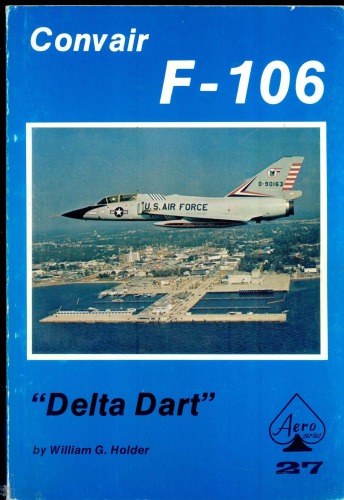 Convair
F-106
U.S. AIR FORCE
0-90163
"Delta Dart"
by William G. Holder
Aero
series
27